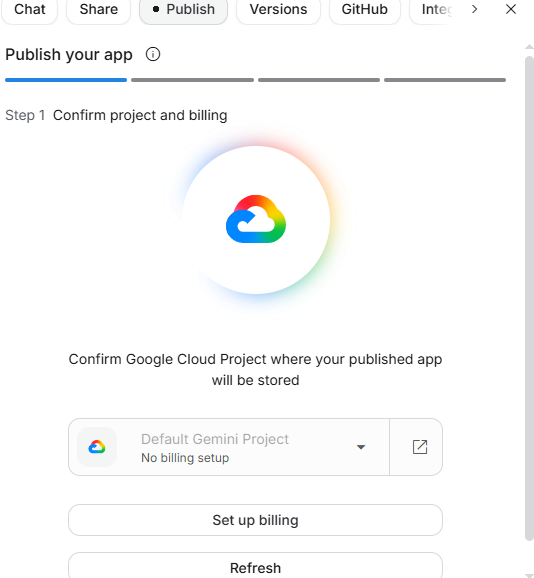 Chat
Share
Publish
Versions
GitHub
Publish your app
Step 1 Confirm project and billing
Confirm Google Cloud Project where your published app
will be stored
Default Gemini Project
No billing setup
Set up billing
Refresh